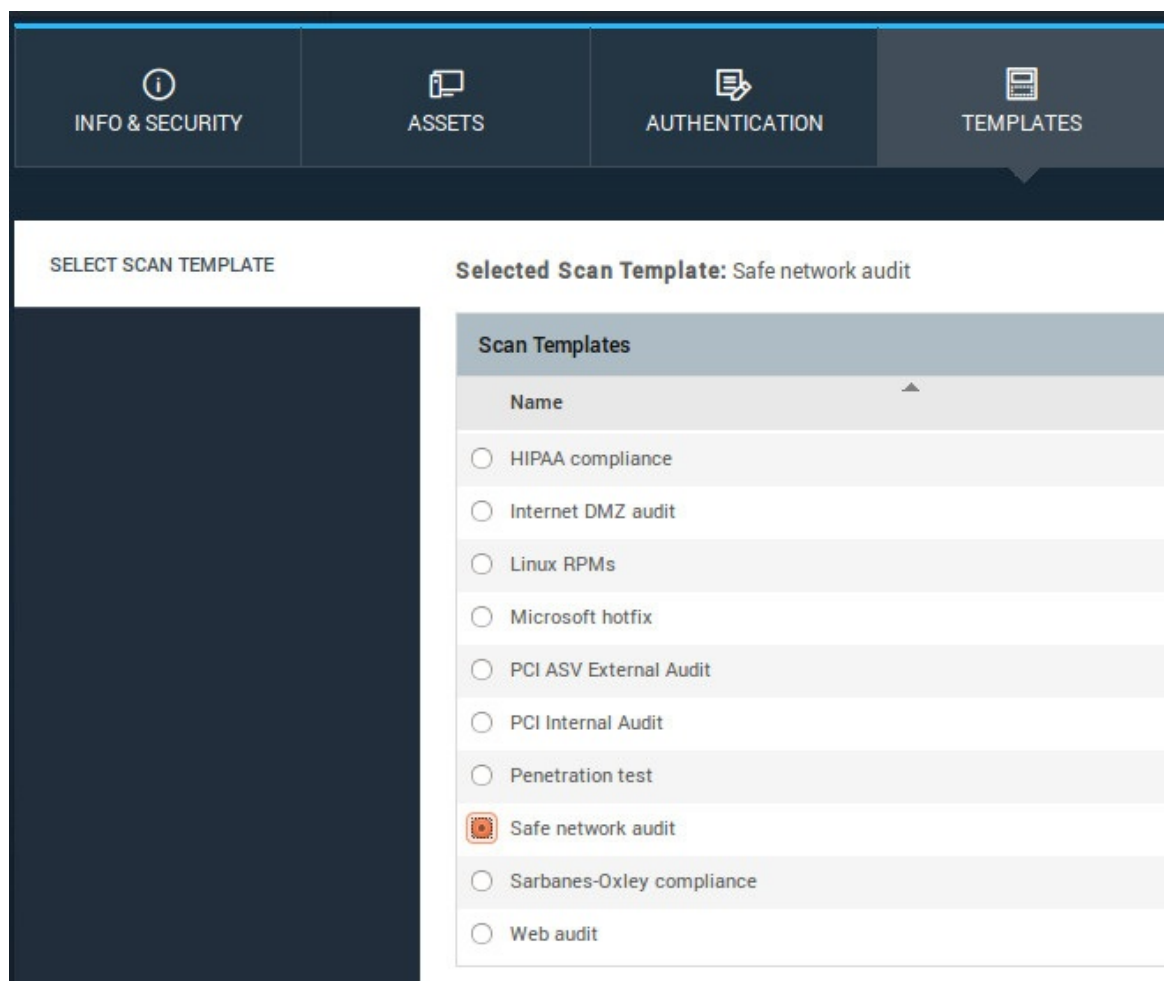 INFO & SECURITY
ASSETS
AUTHENTICATION
TEMPLATES
SELECT SCAN TEMPLATE
Selected Scan Template: Safe network audit
Scan Templates
Name
HIPAA compliance
Internet DMZ audit
Linux RPMs
Microsoft hotfix
PCI ASV External Audit
PCI Internal Audit
Penetration test
Safe network audit
Sarbanes-Oxley compliance
Web audit